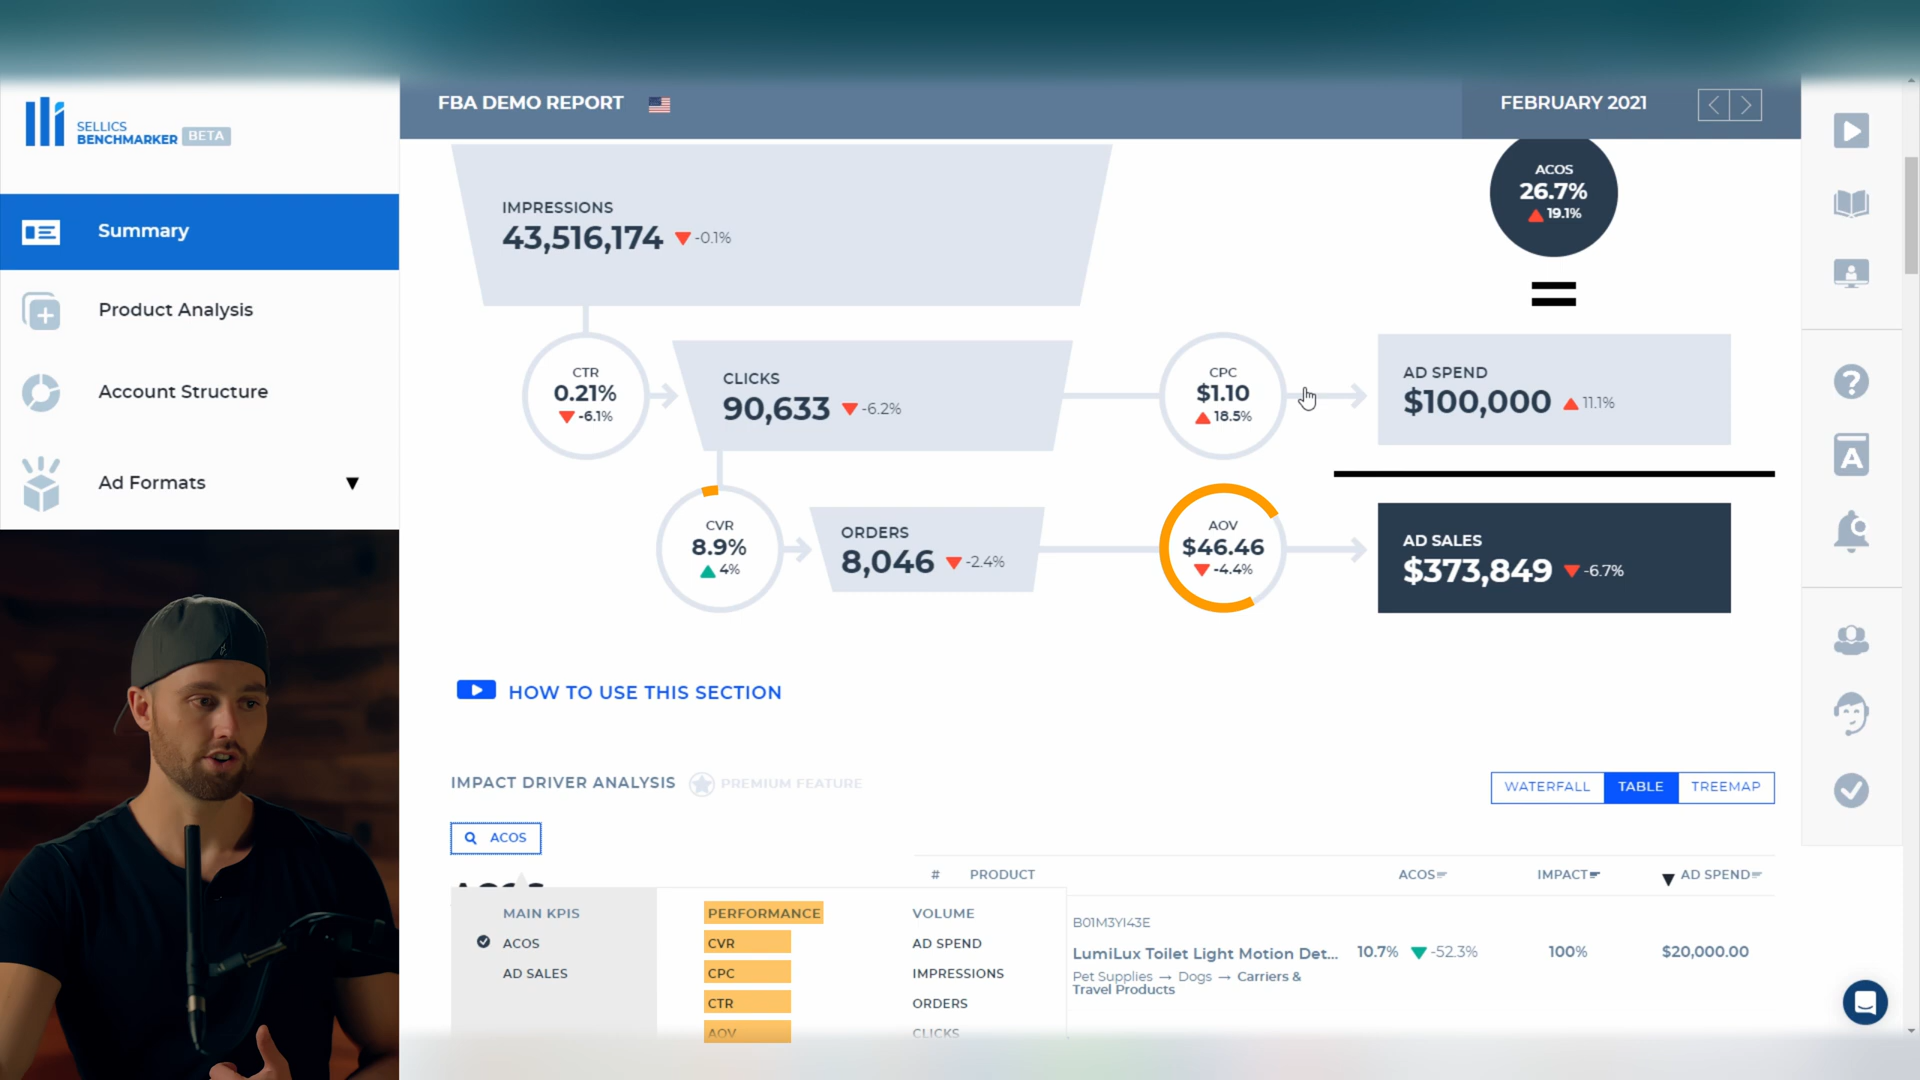 SELLICS
BENCHMARKER BETA
Summary
Product Analysis
Account Structure
Ad Formats
FBA DEMO REPORT
FEBRUARY 2021
IMPRESSIONS
43,516,174 -0.1%
ACOS
26.7%
19.1%
CTR
0.21%
-6.1%
CLICKS
90,633 -6.2%
CPC
$1.10
18.5%
AD SPEND
$100,000 11.1%
CVR
8.9%
4%
ORDERS
8,046 -2.4%
AOV
$46.46
-4.4%
AD SALES
$373,849 -6.7%
HOW TO USE THIS SECTION
IMPACT DRIVER ANALYSIS PREMIUM FEATURE
WATERFALL TABLE TREEMAP
ACOS
# PRODUCT ACOS IMPACT AD SPEND
MAIN KPIS
ACOS
AD SALES
PERFORMANCE
CVR
CPC
CTR
AOV
VOLUME
AD SPEND
IMPRESSIONS
ORDERS
CLICKS
B01M3YI43E
LumiLux Toilet Light Motion Det... 10.7% -52.3% 100% $20,000.00
Pet Supplies → Dogs → Carriers &
Travel Products